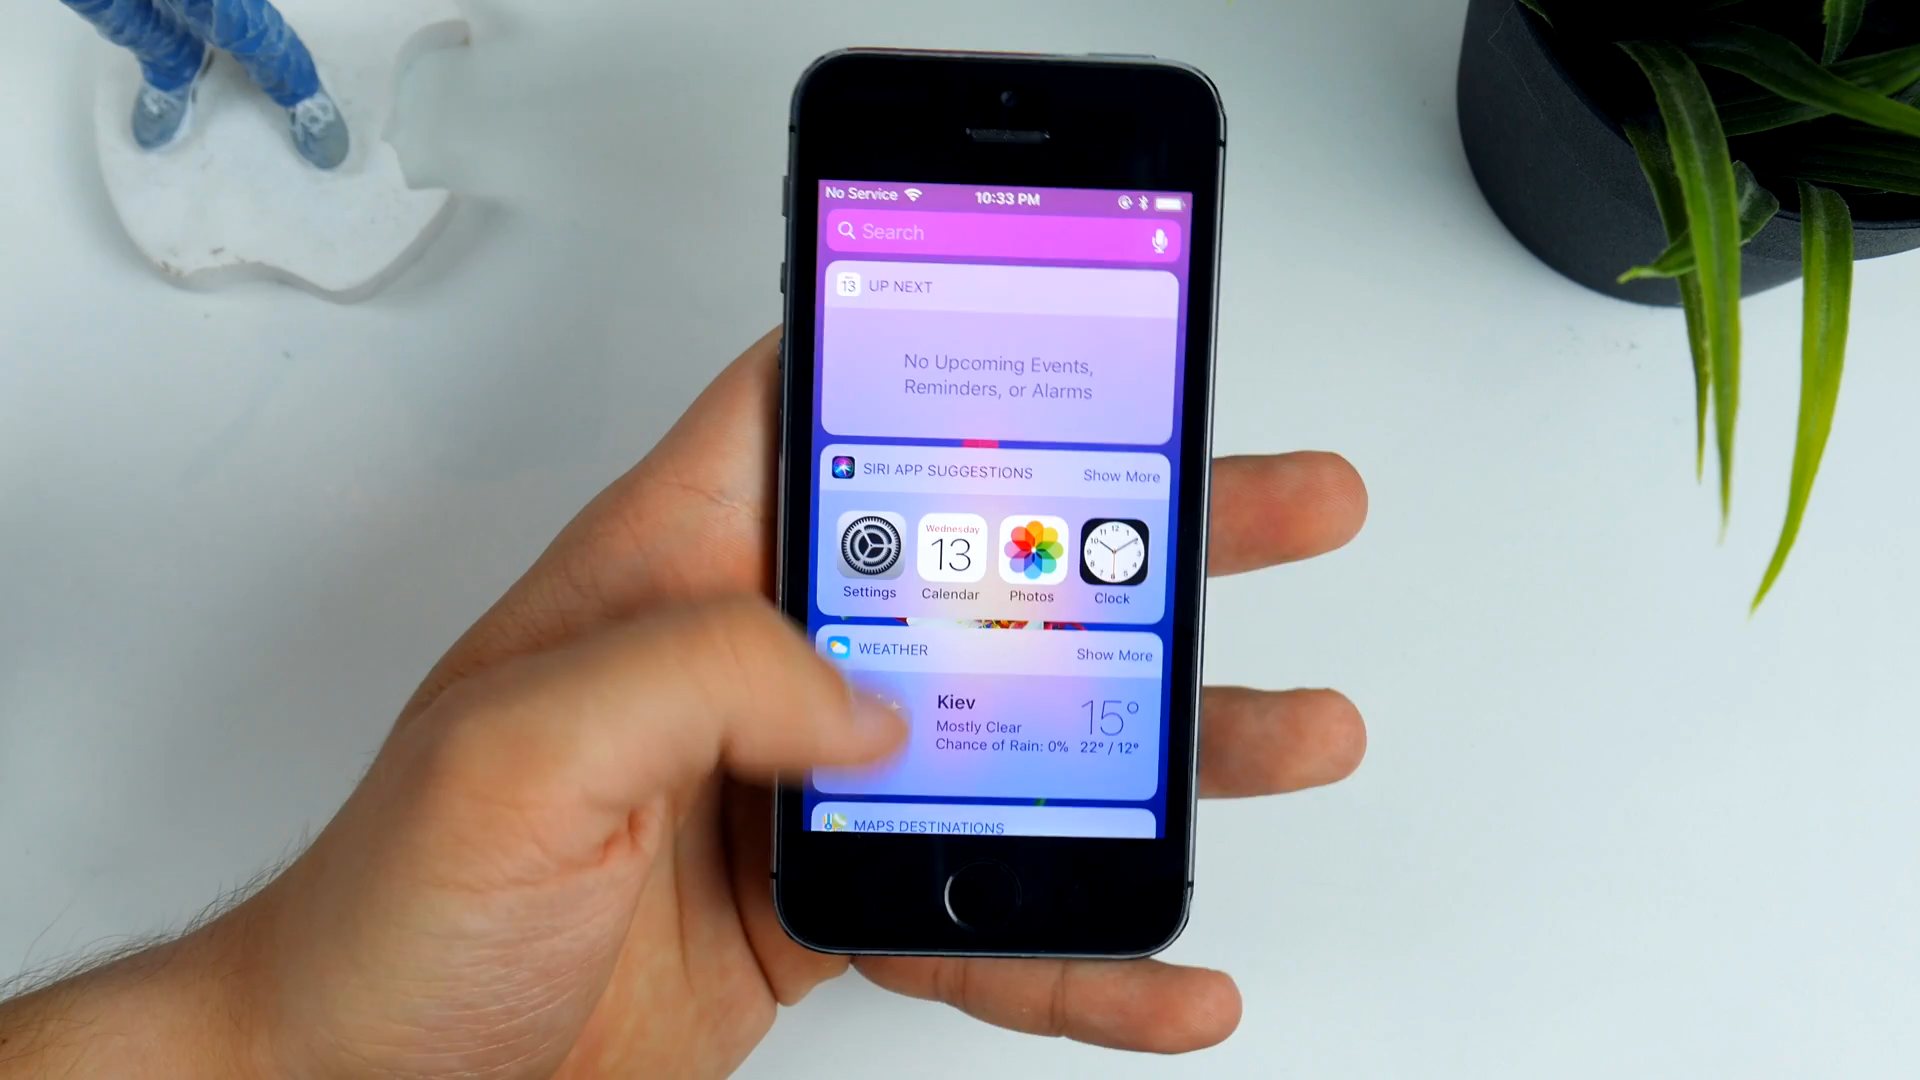 No Service 10:33 PM
Search
13 UP NEXT
No Upcoming Events,
Reminders, or Alarms
SIRI APP SUGGESTIONS Show More
Wednesday
13
Settings Calendar Photos Clock
WEATHER Show More
Kiev 15°
Mostly Clear
Chance of Rain: 0% 22° / 12°
MAPS DESTINATIONS